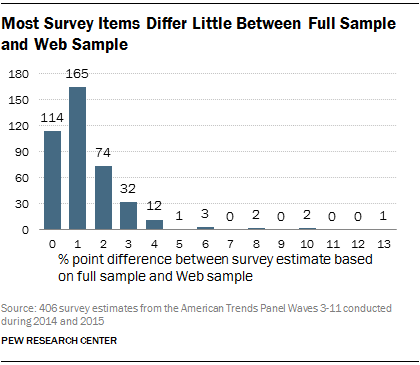 Most Survey Items Differ Little Between Full Sample
and Web Sample
180
150
120
90
60
30
0
114 165 74 32 12 1 3 0 2 0 2 0 0 1
0 1 2 3 4 5 6 7 8 9 10 11 12 13
% point difference between survey estimate based
on full sample and Web sample
Source: 406 survey estimates from the American Trends Panel Waves 3-11 conducted
during 2014 and 2015
PEW RESEARCH CENTER